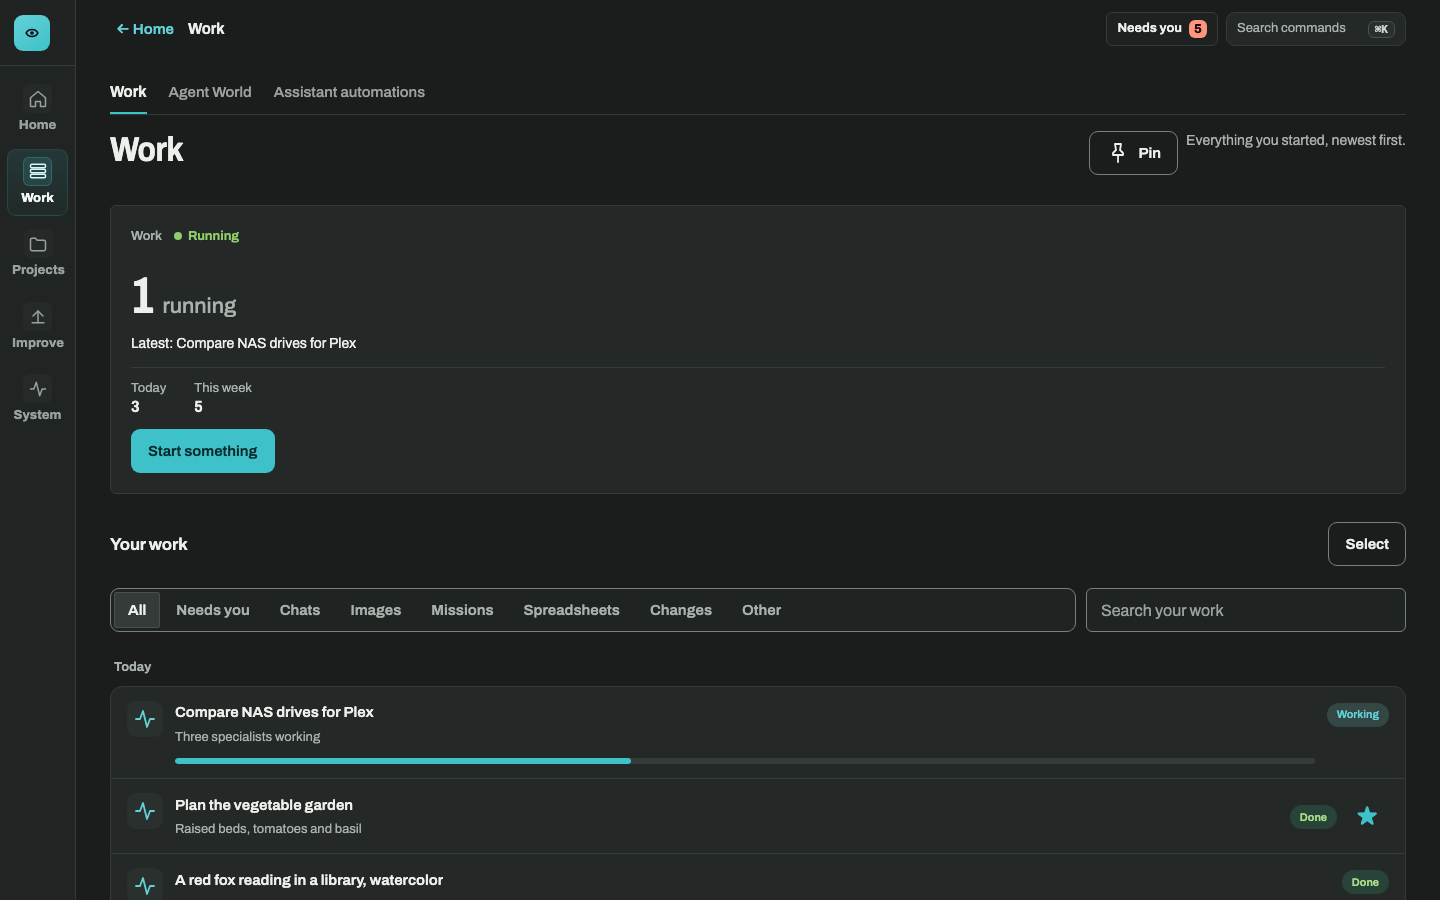 ← Home Work
Needs you 5
Search commands ⌘K
Home
Work
Projects
Improve
System
Work Agent World Assistant automations
Work
Pin
Everything you started, newest first.
Work Running
1 running
Latest: Compare NAS drives for Plex
Today This week
3 5
Start something
Your work
Select
All Needs you Chats Images Missions Spreadsheets Changes Other
Search your work
Today
Compare NAS drives for Plex
Working
Three specialists working
Plan the vegetable garden
Raised beds, tomatoes and basil
Done
A red fox reading in a library, watercolor
Done